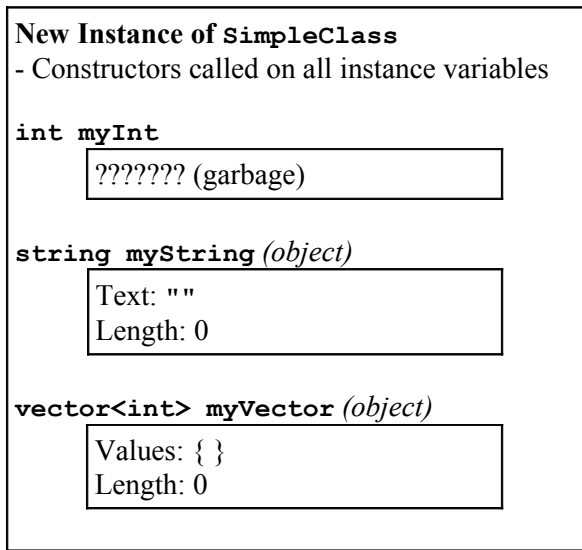 New Instance of SimpleClass
- Constructors called on all instance variables
int myInt
??????? (garbage)
string myString (object)
Text: ""
Length: 0
vector<int> myVector (object)
Values: { }
Length: 0